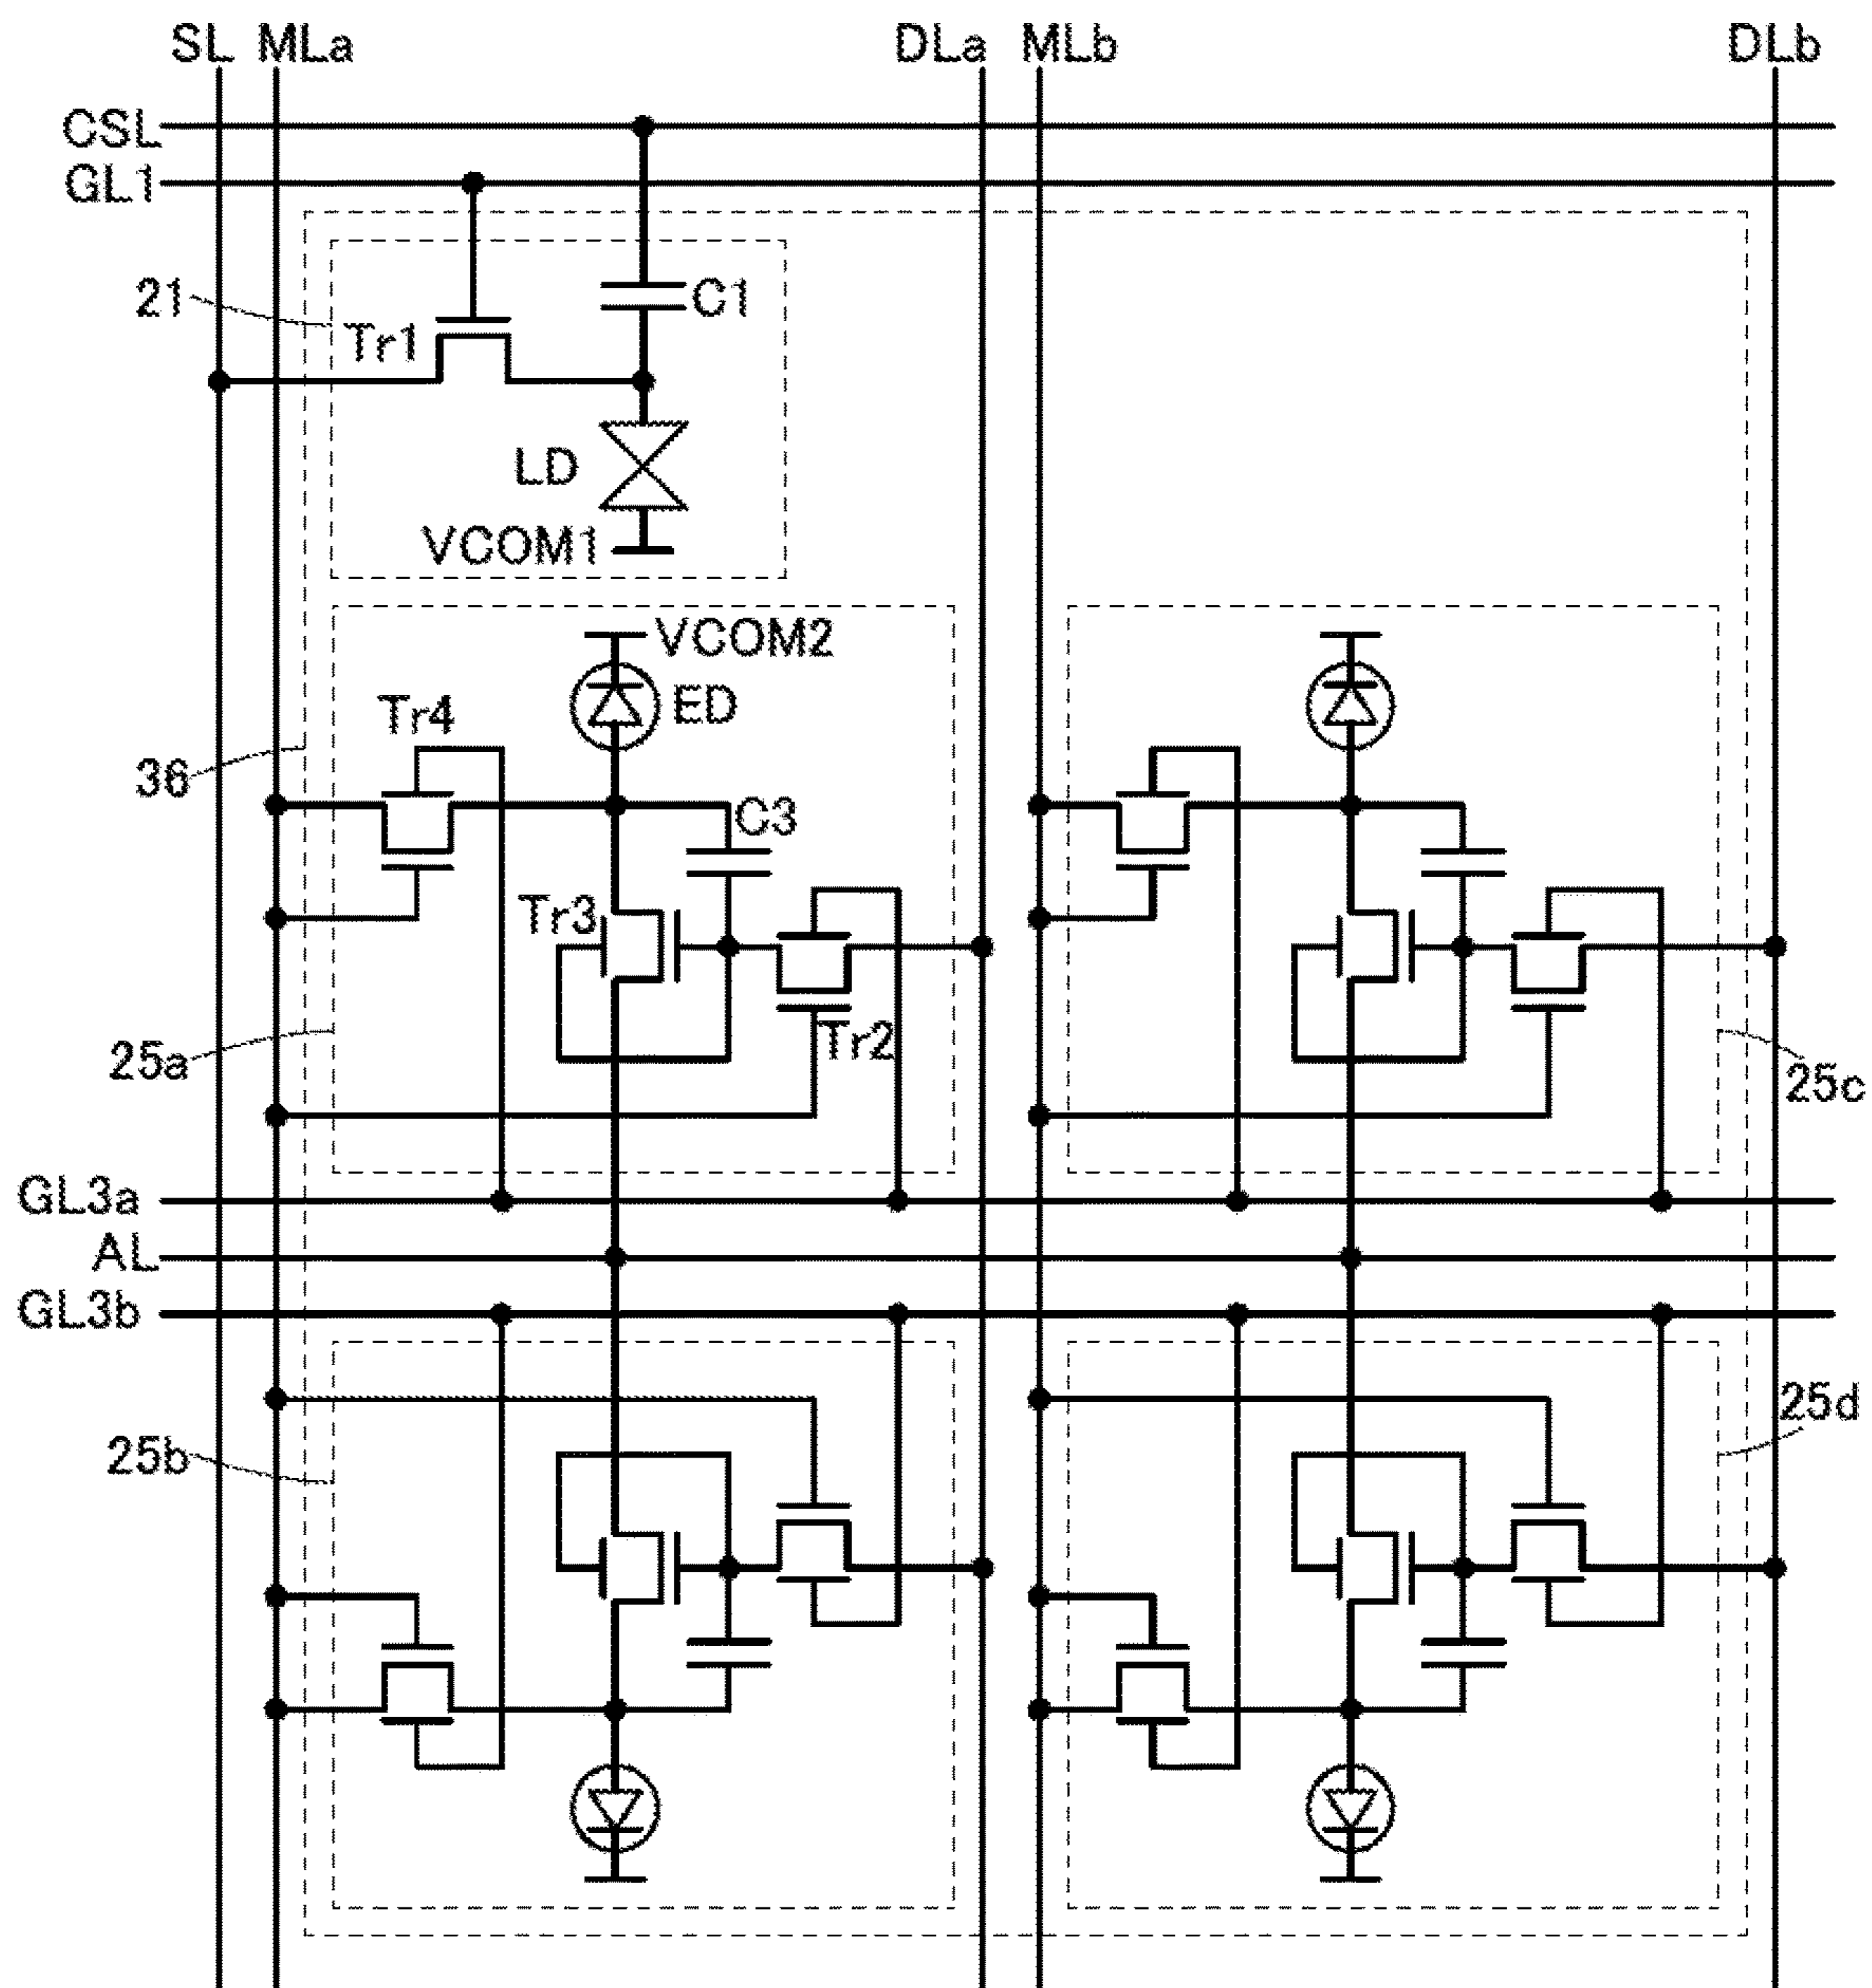 SL MLa DLa MLb DLb
CSL
GL1
21
C1
Tr1
LD
VCOM1
VCOM2
Tr4
ED
36
C3
Tr3
Tr2
25a
25c
GL3a
AL
GL3b
25d
25b